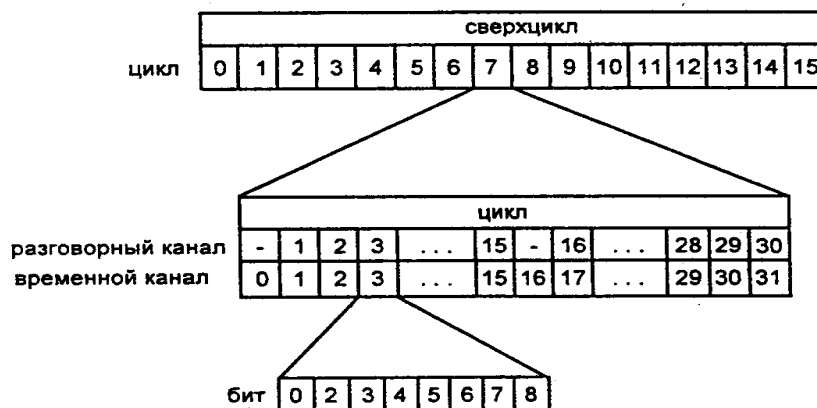 сверхцикл
цикл 0 1 2 3 4 5 6 7 8 9 10 11 12 13 14 15
цикл
разговорный канал - 1 2 3 ... 15 - 16 ... 28 29 30
временной канал 0 1 2 3 ... 15 16 17 ... 29 30 31
бит 0 2 3 4 5 6 7 8